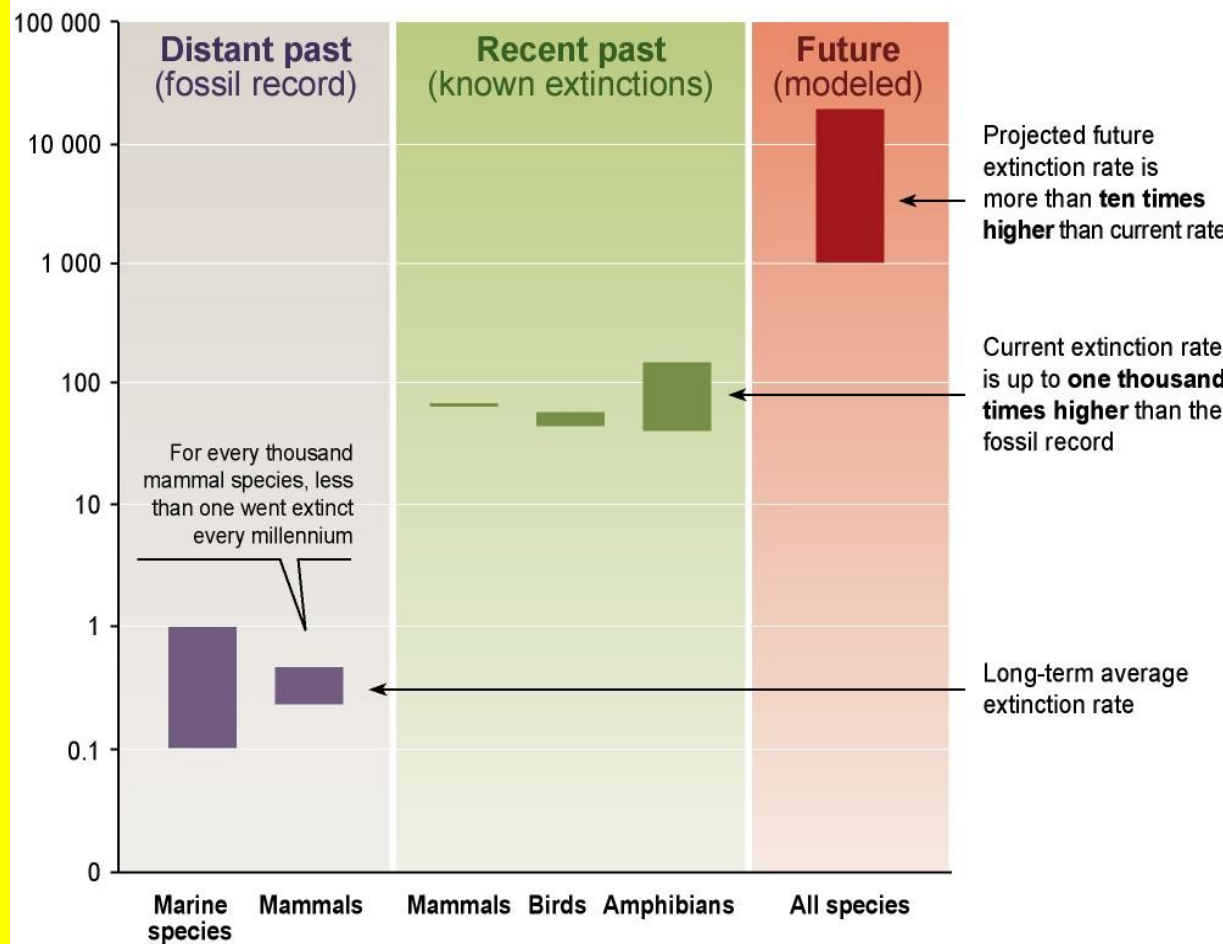 100 000
10 000
1 000
100
10
1
0.1
0
Distant past
(fossil record)
Recent past
(known extinctions)
Future
(modeled)
For every thousand
mammal species, less
than one went extinct
every millennium
Projected future
extinction rate is
more than ten times
higher than current rate
Current extinction rate
is up to one thousand
times higher than the
fossil record
Long-term average
extinction rate
Marine
species
Mammals
Mammals
Birds
Amphibians
All species